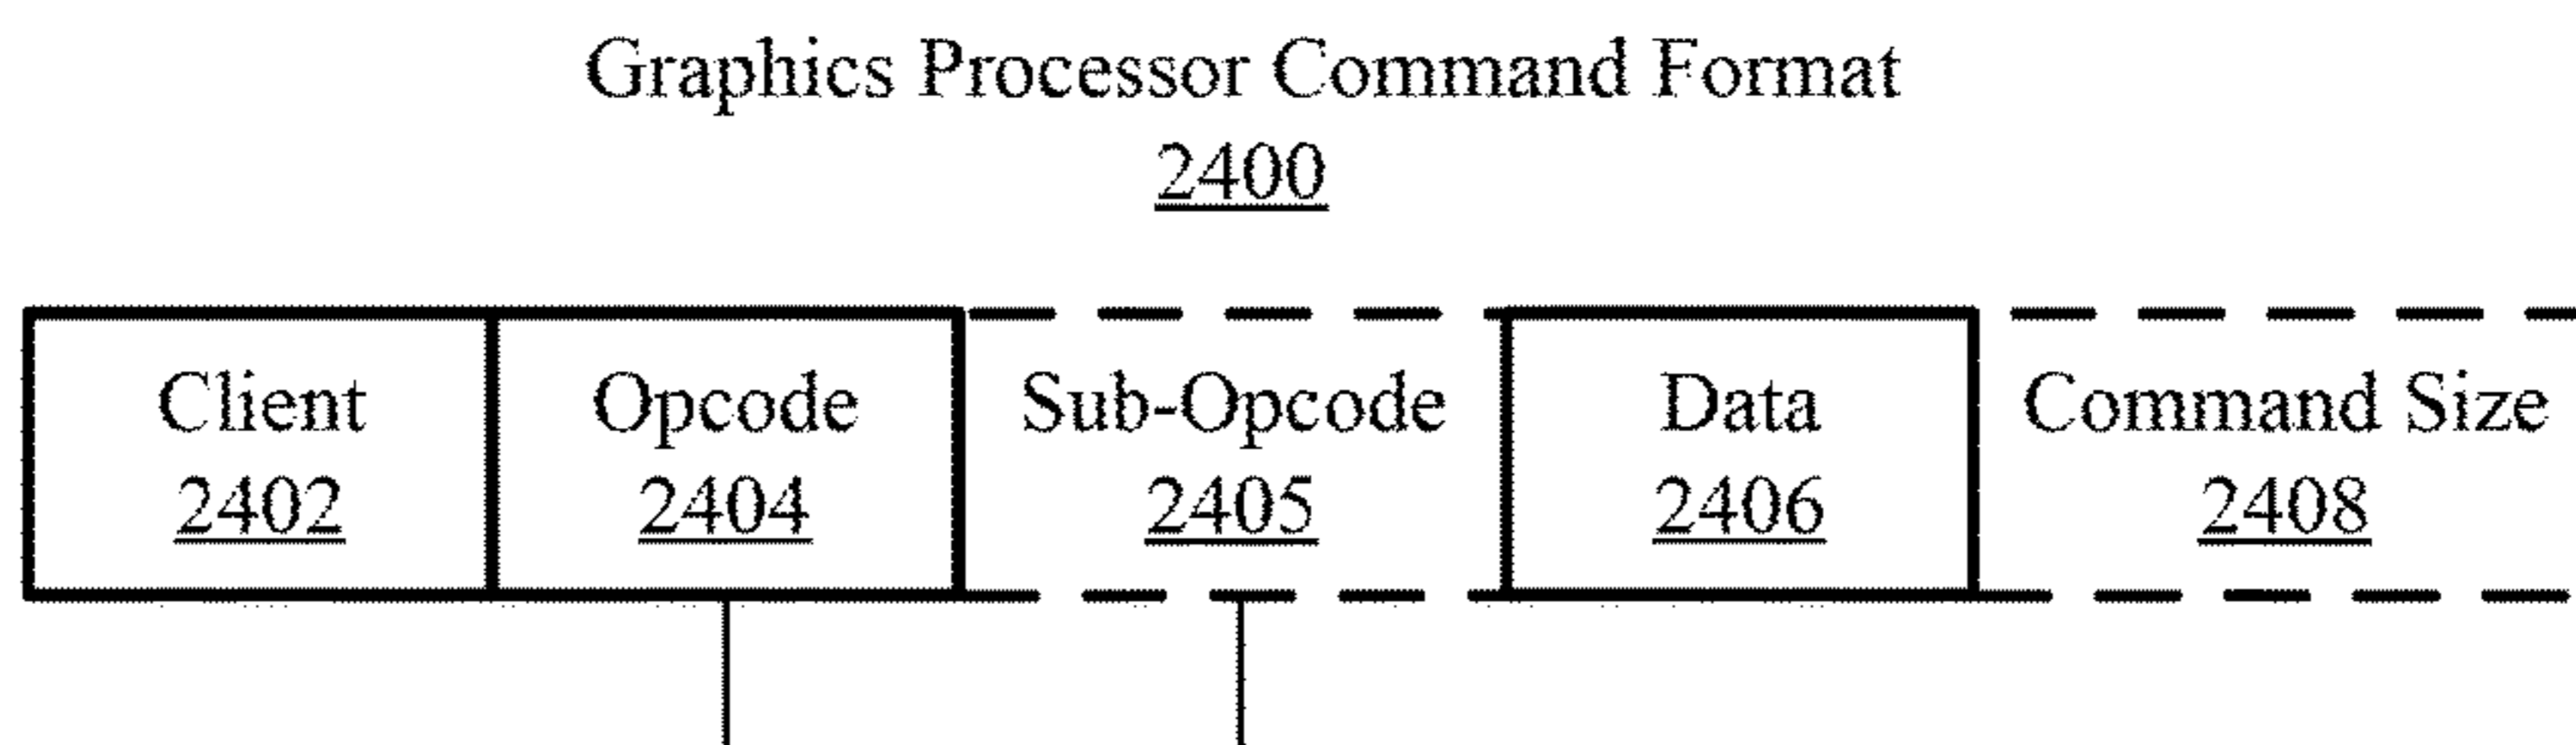 Graphics Processor Command Format
2400
Client Opcode Sub-Opcode Data Command Size
2402 2404 2405 2406 2408